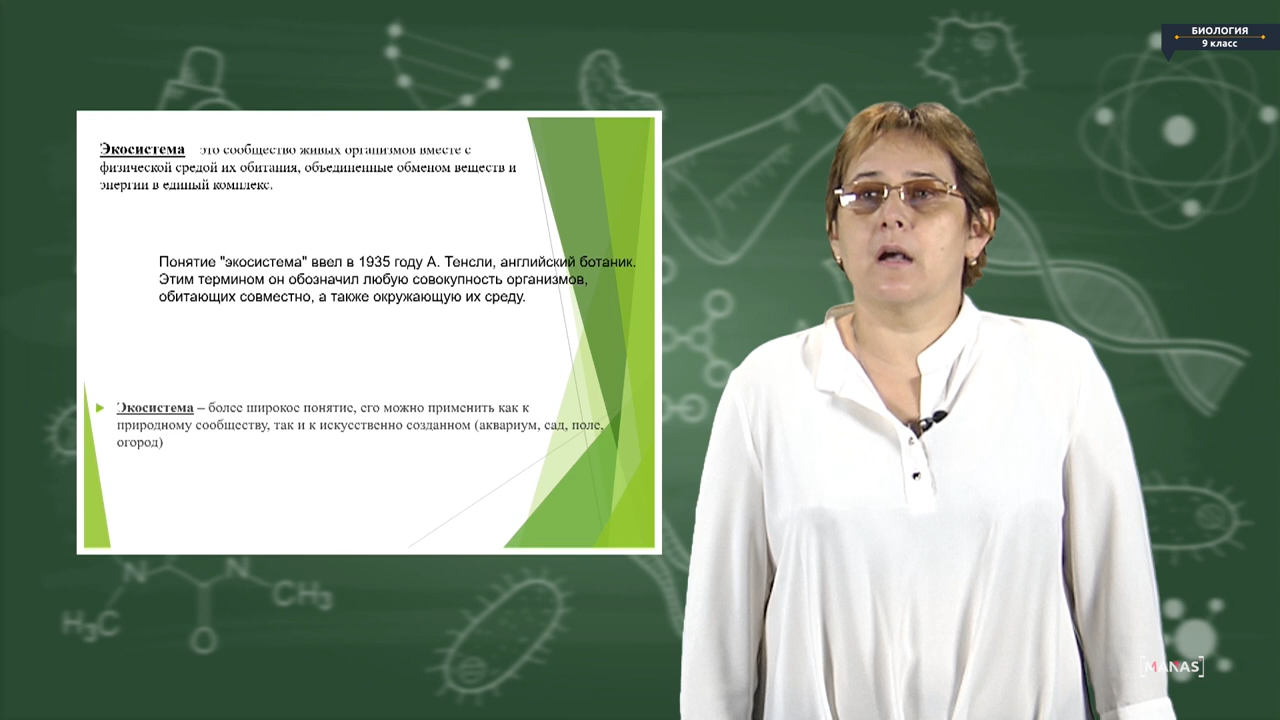 БИОЛОГИЯ
9 класс
Экосистема это сообщество живых организмов вместе с
физической средой их обитания, объединенные обменом веществ и
энергии в единый комплекс.
Понятие "экосистема" ввел в 1935 году А. Тенсли, английский ботаник.
Этим термином он обозначил любую совокупность организмов,
обитающих совместно, а также окружающую их среду.
Экосистема – более широкое понятие, его можно применить как к
природному сообществу, так и к искусственно созданном (аквариум, сад, поле,
огород)
N
N
CH₃
H₃C
O
[MANAS]